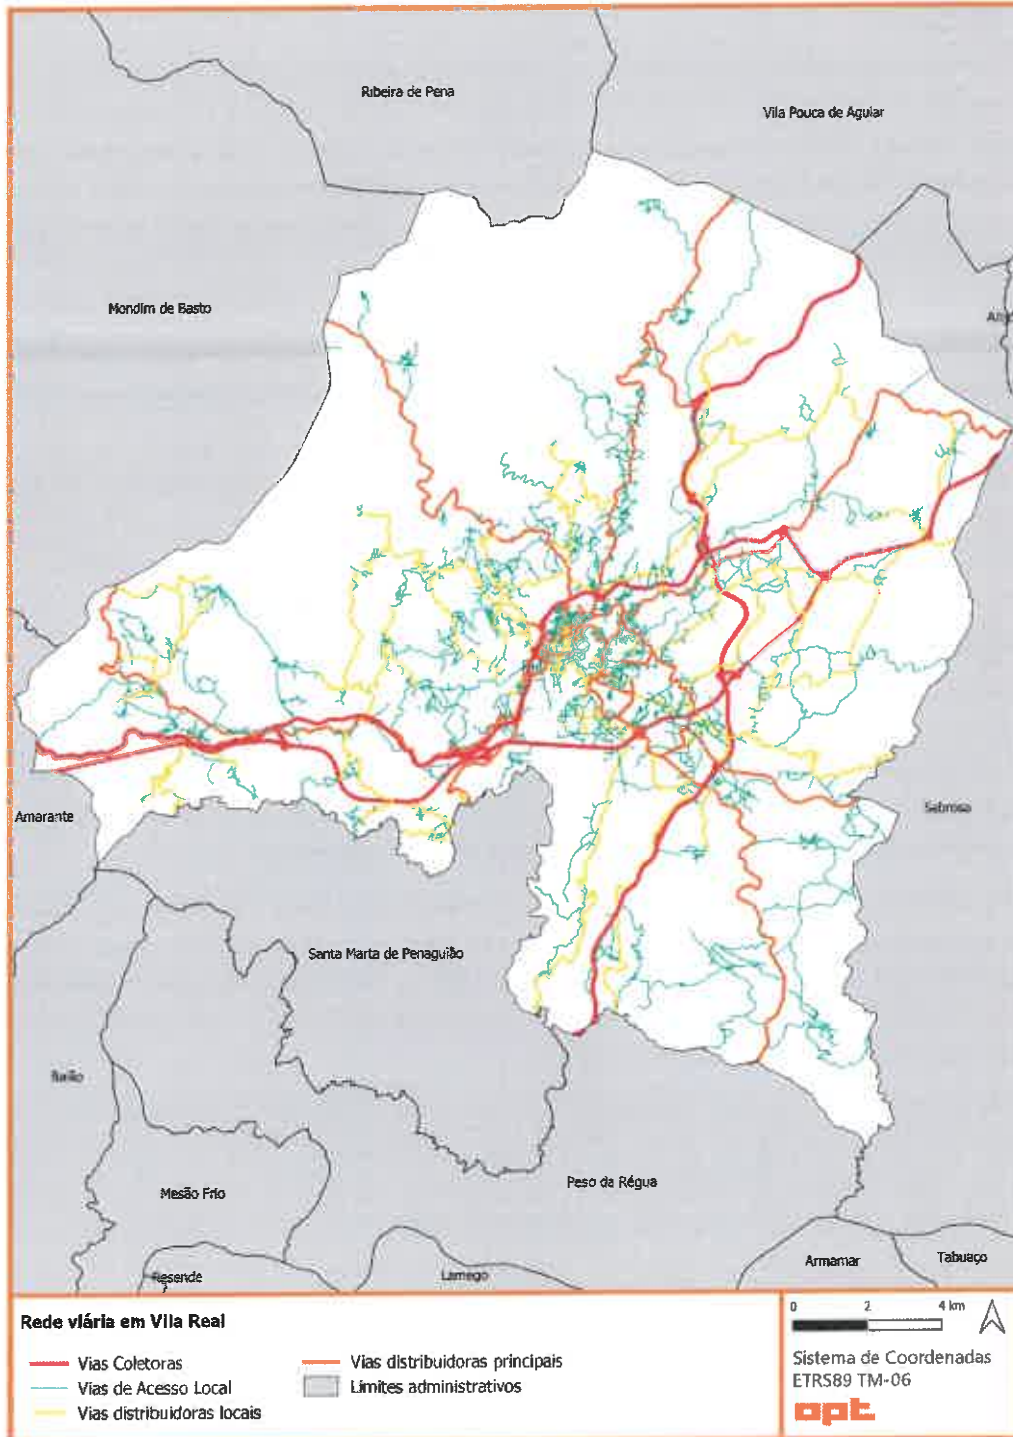 Ribeira de Pena
Vila Pouca de Aguiar
Mondim de Basto
Amarante
Sabrosa
Santa Marta de Penaguião
Baião
Mesão Frio
Peso da Régua
Resende
Lamego
Armamar
Tabuaço
Rede viária em Vila Real
Vias Coletoras
Vias de Acesso Local
Vias distribuidoras locais
Vias distribuidoras principais
Limites administrativos
0 2 4 km
Sistema de Coordenadas
ETRS89 TM-06
opt